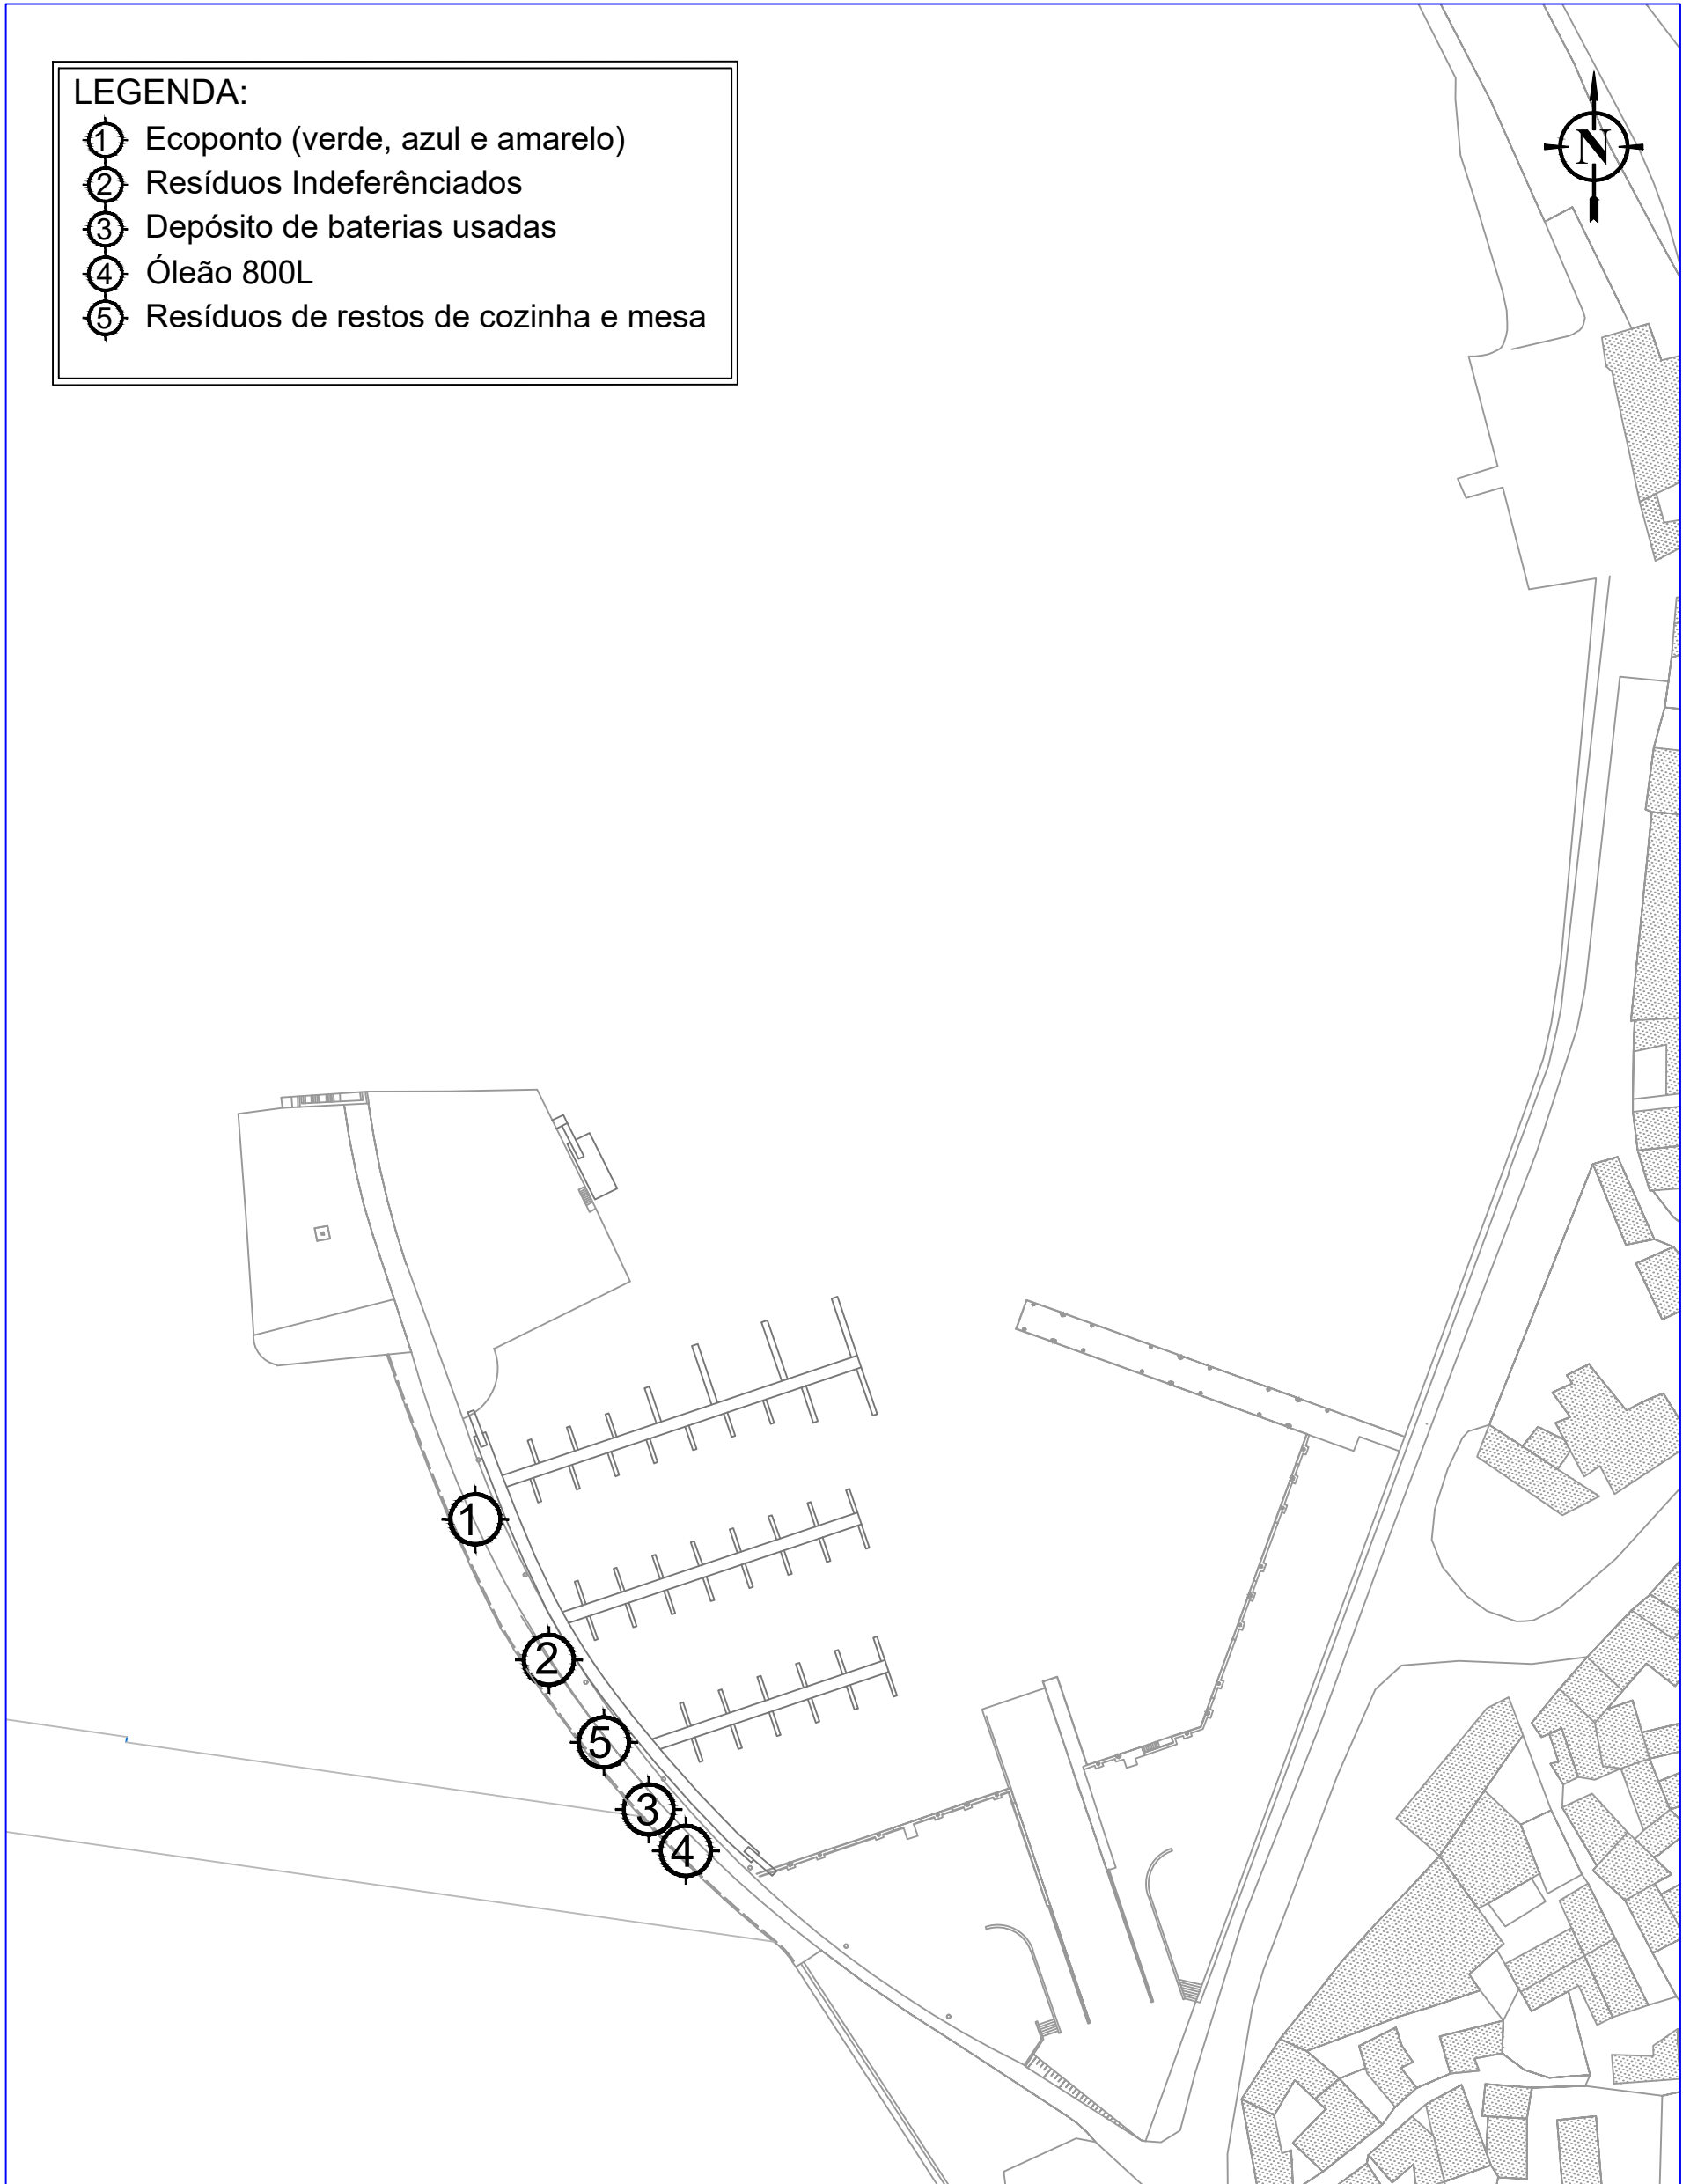 LEGENDA:
1 Ecoponto (verde, azul e amarelo)
2 Resíduos Indeferênciados
3 Depósito de baterias usadas
4 Óleão 800L
5 Resíduos de restos de cozinha e mesa
N
1
2
5
3
4